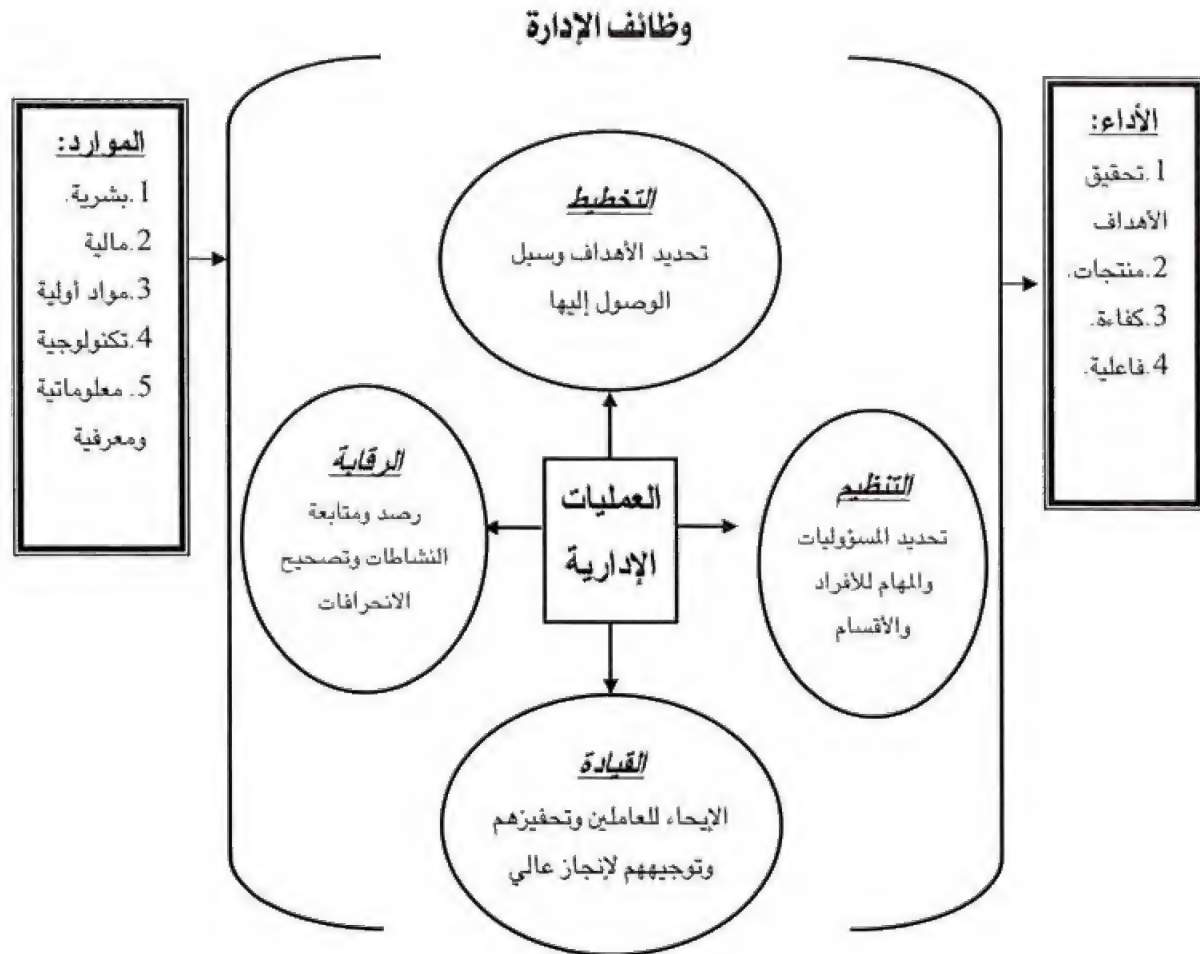 وظائف الإدارة
الأداء:
1.تحقيق
الأهداف
2.منتجات.
3.كفاءة.
4.فاعلية.
الموارد:
1.بشرية.
2.مالية
3.مواد أولية
4.تكنولوجية
5. معلوماتية
ومعرفية
التخطيط
تحديد الأهداف وسبل
الوصول إليها
التنظيم
تحديد المسؤوليات
والمهام للأفراد
والأقسام
العمليات
الإدارية
الرقابة
رصد ومتابعة
النشاطات وتصحيح
الانحرافات
القيادة
الإيحاء للعاملين وتحفيزهم
وتوجيههم لإنجاز عالي